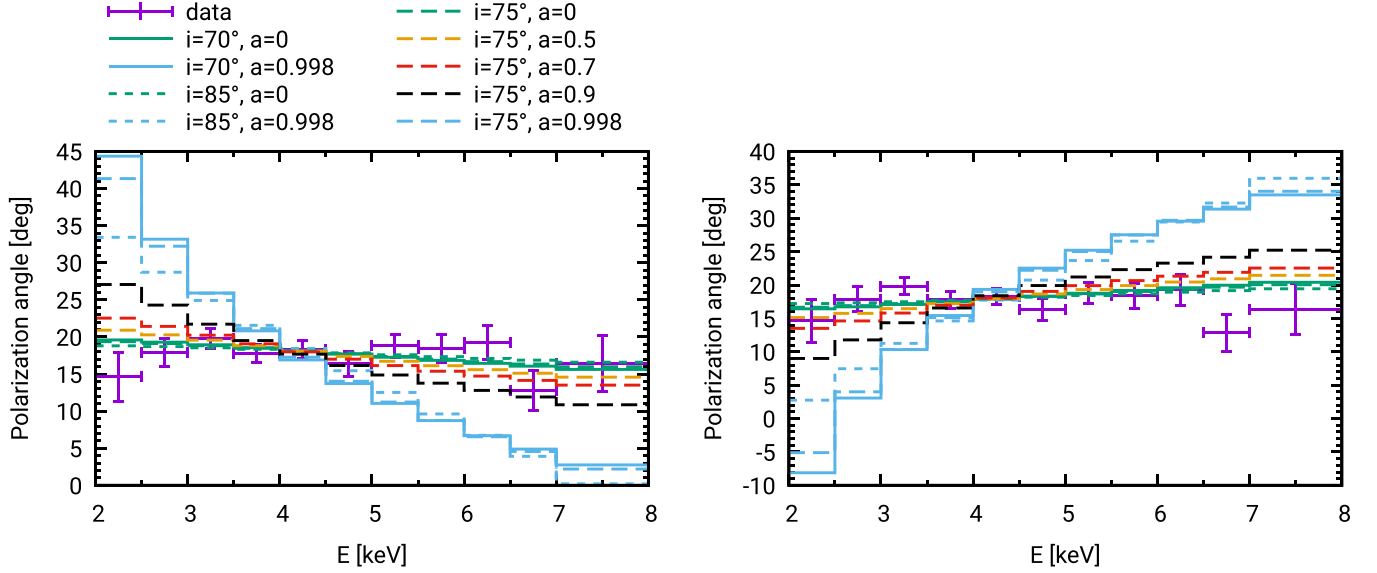 data
i=70°, a=0
i=70°, a=0.998
i=85°, a=0
i=85°, a=0.998
i=75°, a=0
i=75°, a=0.5
i=75°, a=0.7
i=75°, a=0.9
i=75°, a=0.998
Polarization angle [deg]
45
40
35
30
25
20
15
10
5
0
2 3 4 5 6 7 8
E [keV]
Polarization angle [deg]
40
35
30
25
20
15
10
5
0
-5
-10
2 3 4 5 6 7 8
E [keV]